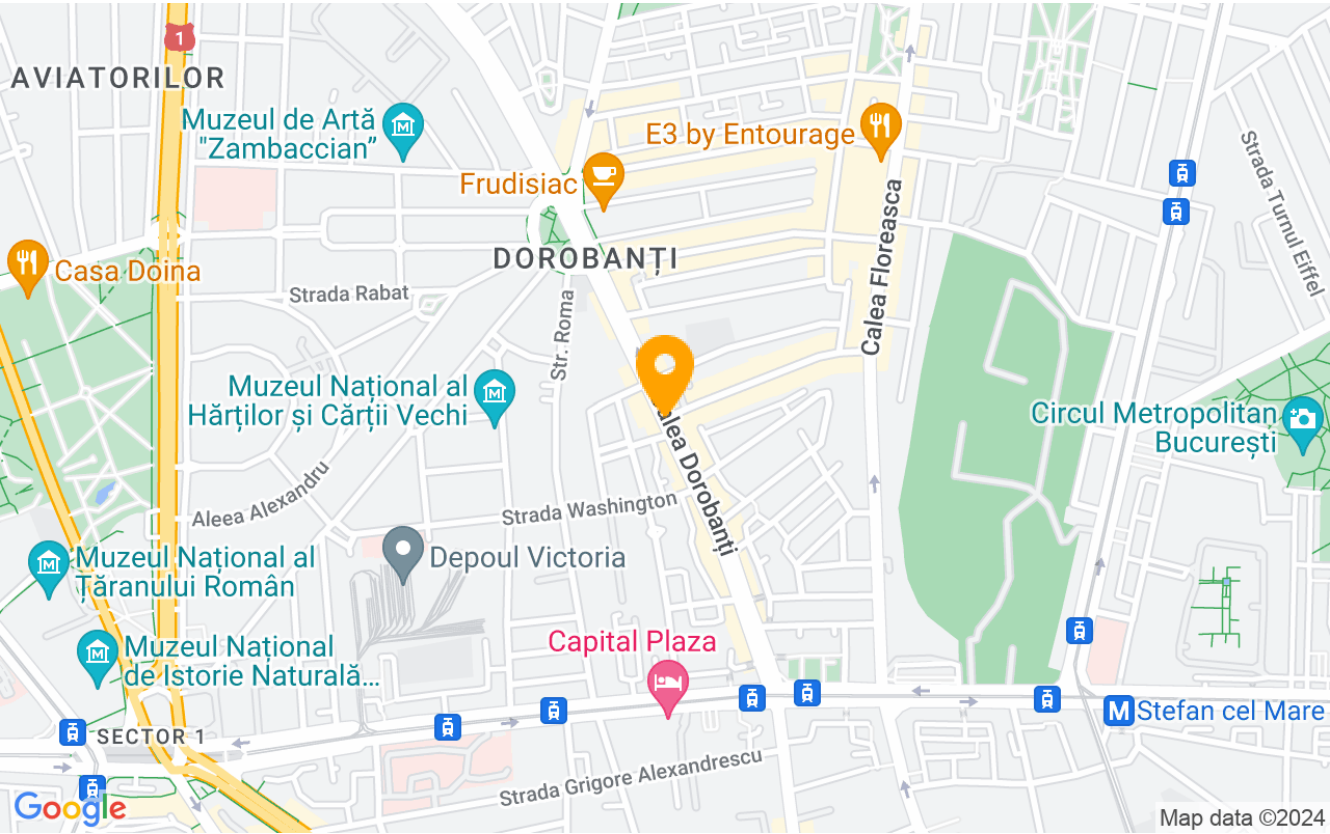 1
AVIATORILOR
Muzeul de Artă
"Zambaccian”
E3 by Entourage
Frudisiac
Strada Turnul Eiffel
Calea Floreasca
DOROBANȚI
Casa Doina
Strada Rabat
Str. Roma
Muzeul Național al
Hărților și Cărții Vechi
Calea Dorobanți
Circul Metropolitan
București
Aleea Alexandru
Strada Washington
Muzeul Național al
Țăranului Român
Depoul Victoria
Muzeul Național
de Istorie Naturală...
Capital Plaza
M Stefan cel Mare
SECTOR 1
Strada Grigore Alexandrescu
Google
Map data ©2024